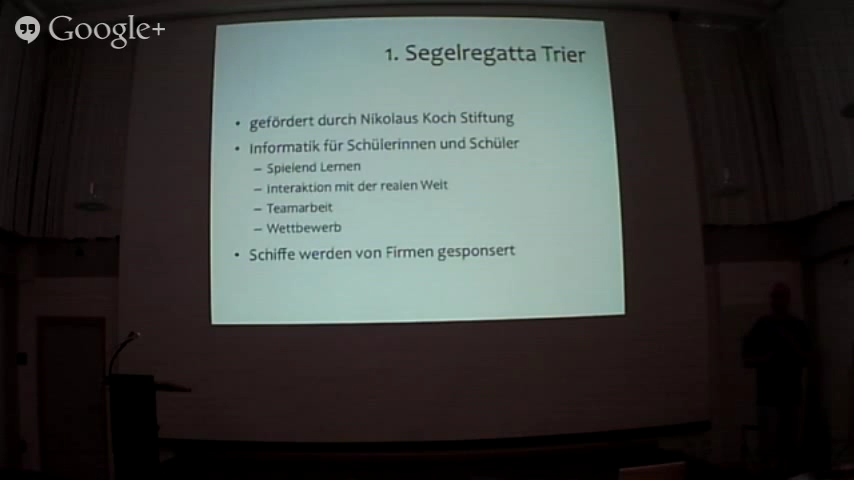 Google+
1. Segelregatta Trier
• gefördert durch Nikolaus Koch Stiftung
• Informatik für Schülerinnen und Schüler
– Spielend Lernen
– Interaktion mit der realen Welt
– Teamarbeit
– Wettbewerb
• Schiffe werden von Firmen gesponsert